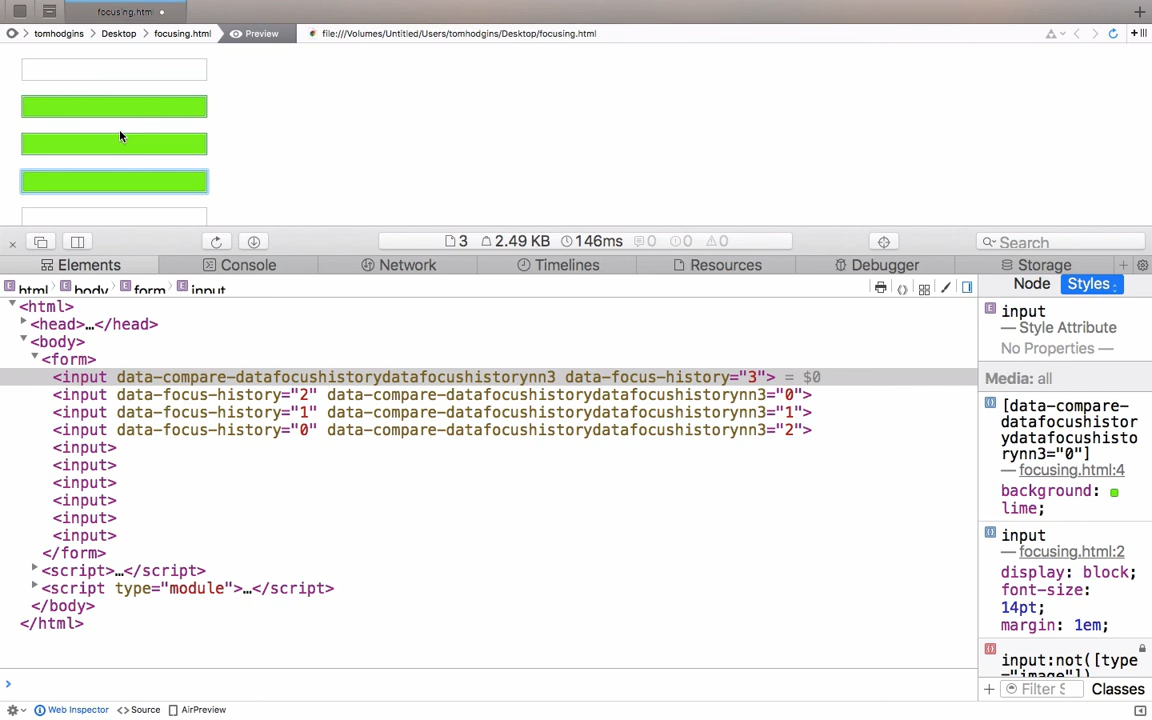 focusing.html
tomhodgins > Desktop > focusing.html Preview file:///Volumes/Untitled/Users/tomhodgins/Desktop/focusing.html
3 2.49 KB 146ms 0 0 0 Search
Elements Console Network Timelines Resources Debugger Storage
html body form input
Node Styles
<html>
<head>…</head>
<body>
<form>
<input data-compare-datafocushistorydatafocushistorynn3 data-focus-history="3"> = $0
<input data-focus-history="2" data-compare-datafocushistorydatafocushistorynn3="0">
<input data-focus-history="1" data-compare-datafocushistorydatafocushistorynn3="1">
<input data-focus-history="0" data-compare-datafocushistorydatafocushistorynn3="2">
<input>
<input>
<input>
<input>
<input>
<input>
</form>
<script>…</script>
<script type="module">…</script>
</body>
</html>
input
— Style Attribute
No Properties —
Media: all
[data-compare-
datafocushistor
ydatafocushisto
rynn3="0"]
— focusing.html:4
background:
lime;
input
— focusing.html:2
display: block;
font-size:
14pt;
margin: 1em;
input:not([type
="image"])
Filter Classes
Web Inspector <> Source AirPreview